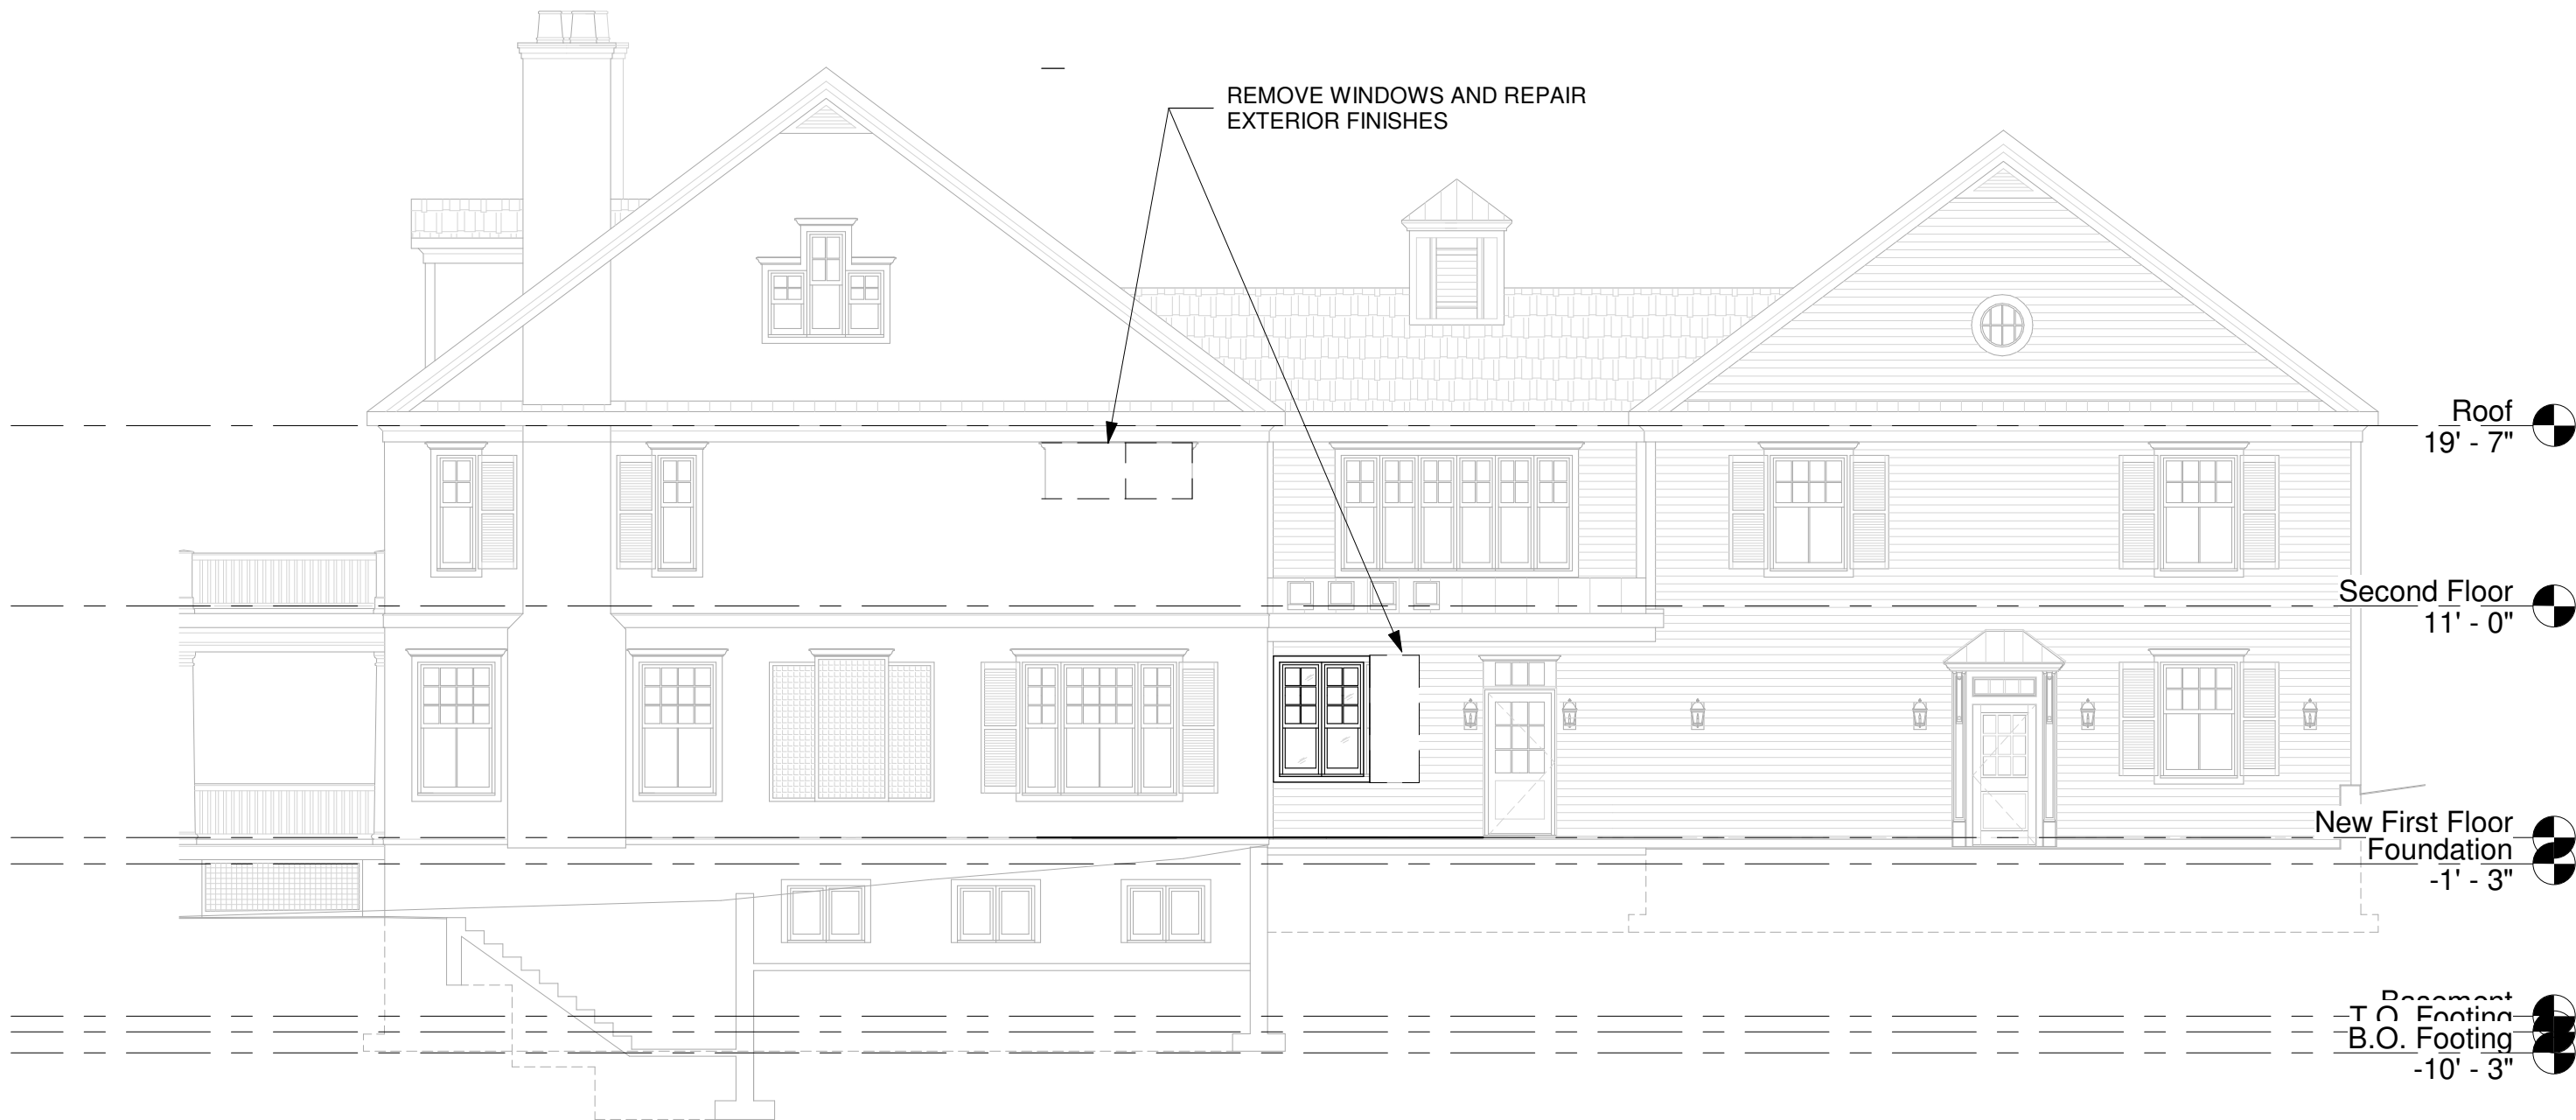 REMOVE WINDOWS AND REPAIR
EXTERIOR FINISHES
Roof
19' - 7"
Second Floor
11' - 0"
New First Floor
Foundation
-1' - 3"
Basement
T.O. Footing
B.O. Footing
-10' - 3"